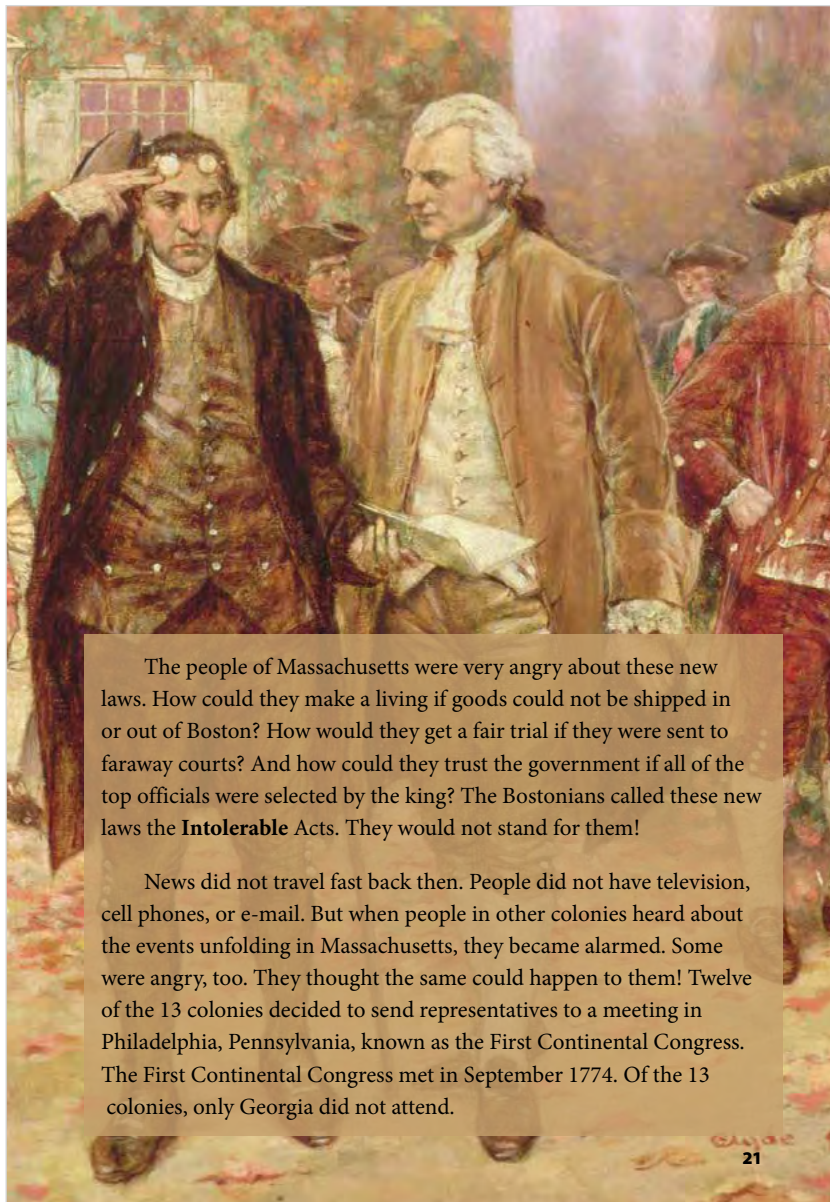 The people of Massachusetts were very angry about these new
laws. How could they make a living if goods could not be shipped in
or out of Boston? How would they get a fair trial if they were sent to
faraway courts? And how could they trust the government if all of the
top officials were selected by the king? The Bostonians called these new
laws the Intolerable Acts. They would not stand for them!
News did not travel fast back then. People did not have television,
cell phones, or e-mail. But when people in other colonies heard about
the events unfolding in Massachusetts, they became alarmed. Some
were angry, too. They thought the same could happen to them! Twelve
of the 13 colonies decided to send representatives to a meeting in
Philadelphia, Pennsylvania, known as the First Continental Congress.
The First Continental Congress met in September 1774. Of the 13
colonies, only Georgia did not attend.
21